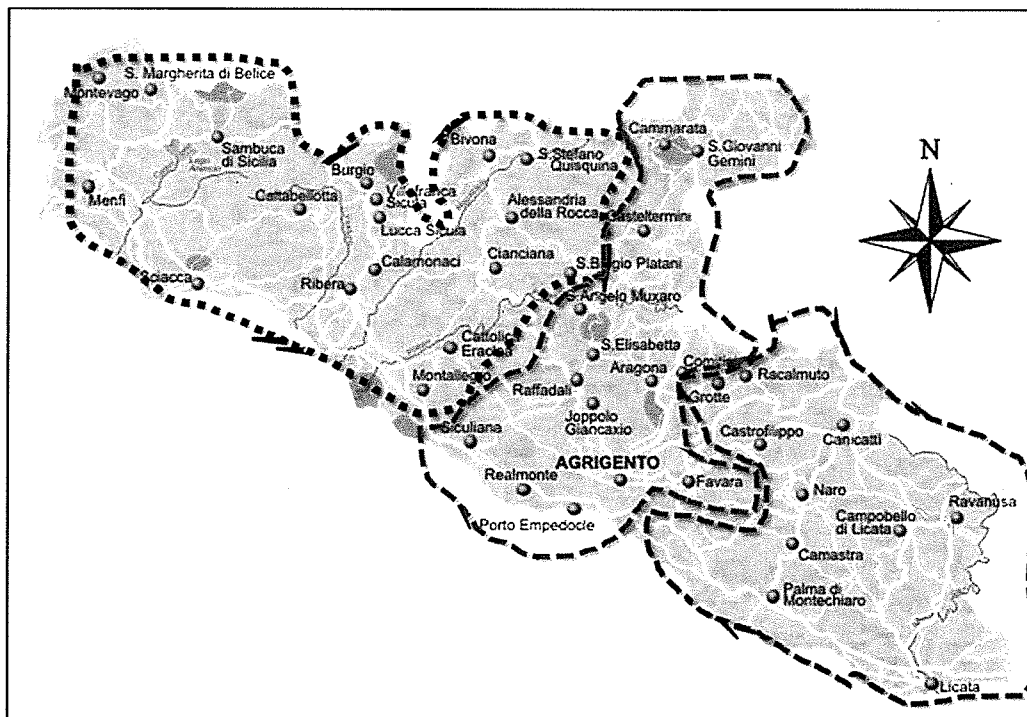 S. Margherita di Belice
Montevago
Sambuca
di Sicilia
Menfi
Caltabellotta
Burgio
Villafranca
Sicula
Lucca Sicula
Bivona
S. Stefano
Quisquina
Alessandria
della Rocca
Cammarata
S. Giovanni
Gemini
N
Casteltermini
Sciacca
Ribera
Calamonaci
Cianciana
S. Biagio Platani
S. Angelo Muxaro
Cattolica
Eraclea
S. Elisabetta
Montallegro
Raffadali
Aragona
Grotte
Racalmuto
Joppolo
Giancaxio
Siculiana
Castrofilippo
Canicattì
AGRIGENTO
Realmonte
Favara
Naro
Ravanusa
Porto Empedocle
Campobello
di Licata
Camastra
Palma di
Montechiaro
Licata